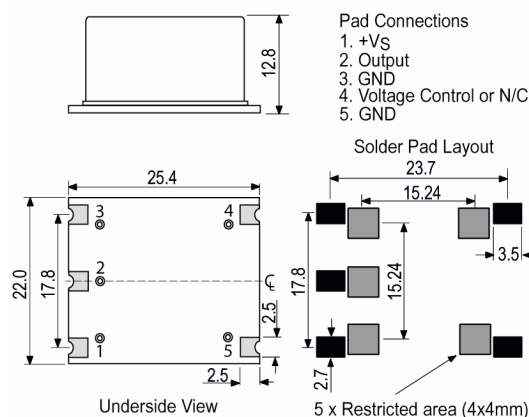 12.8
Pad Connections
1. +VS
2. Output
3. GND
4. Voltage Control or N/C
5. GND
Solder Pad Layout
25.4
22.0
17.8
3
4
2
1
5
℄
2.5
2.5
Underside View
23.7
15.24
17.8
15.24
3.5
2.7
5 x Restricted area (4x4mm)